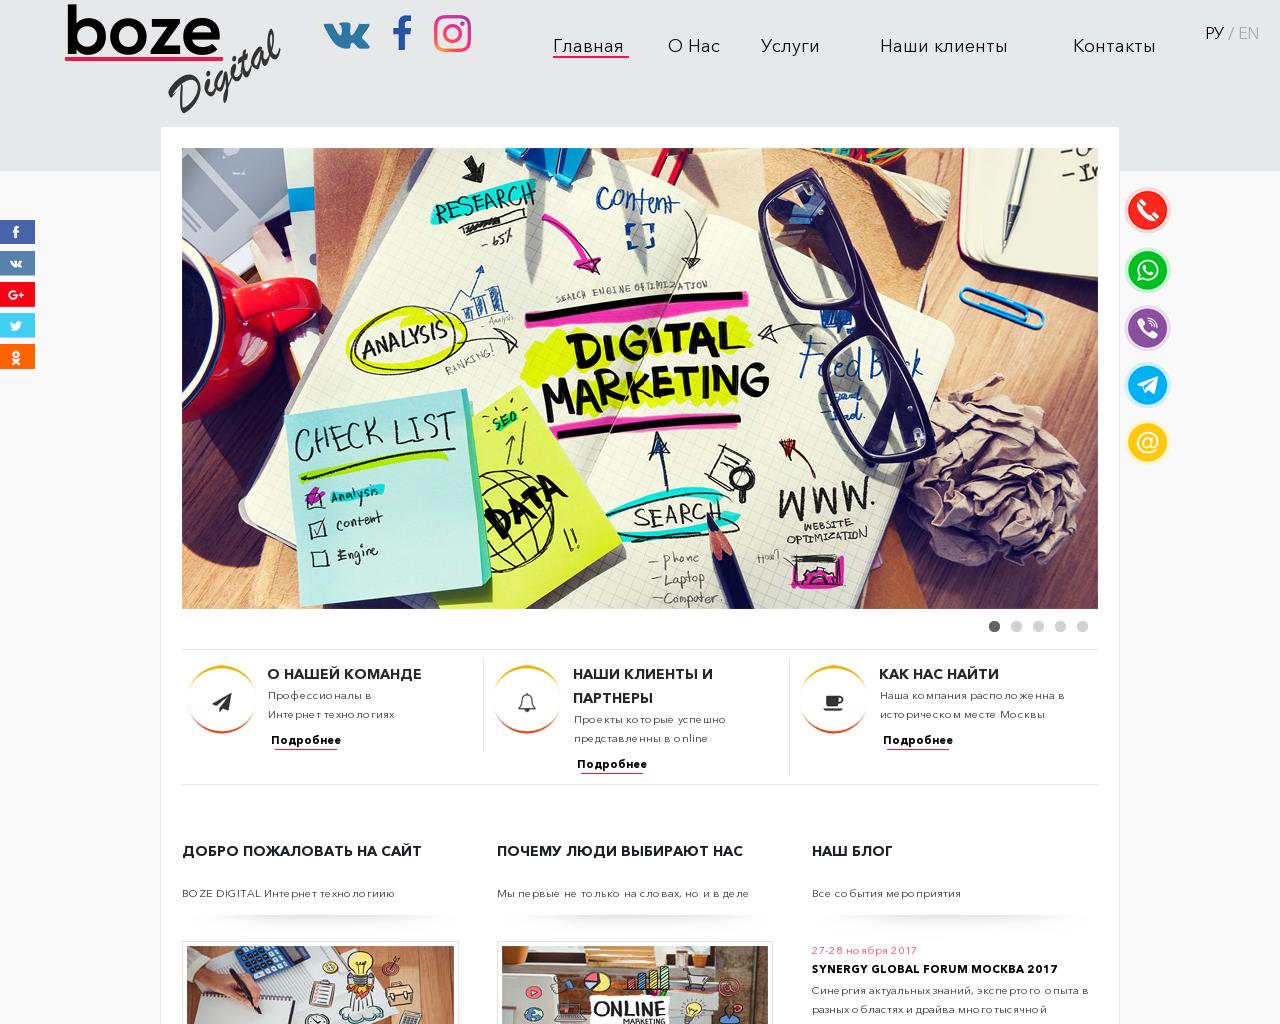 boze
Digital
Главная
О Нас
Услуги
Наши клиенты
Контакты
РУ / EN
RESEARCH
- 65%
Content
SEARCH ENGINE OPTIMIZATION.
Analysis.
ANALYSIS
RANKING!
DIGITAL
MARKETING
FeedBack
CHECK LIST
Analysis
Content
Engine
SEO
DATA
!!
SEARCH
- phone
- Laptop
- Computer
WWW.
WEBSITE
OPTIMIZATION
How?
О НАШЕЙ КОМАНДЕ
Профессионалы в
Интернет технологиях
Подробнее
НАШИ КЛИЕНТЫ И
ПАРТНЕРЫ
Проекты которые успешно
представленны в online
Подробнее
КАК НАС НАЙТИ
Наша компания расположенна в
историческом месте Москвы
Подробнее
ДОБРО ПОЖАЛОВАТЬ НА САЙТ
BOZE DIGITAL Интернет технологиию
ПОЧЕМУ ЛЮДИ ВЫБИРАЮТ НАС
Мы первые не только на словах, но и в деле
ONLINE
MARKETING
НАШ БЛОГ
Все события мероприятия
27-28 ноября 2017
SYNERGY GLOBAL FORUM МОСКВА 2017
Синергия актуальных знаний, экспертого опыта в
разных областях и драйва многотысячной